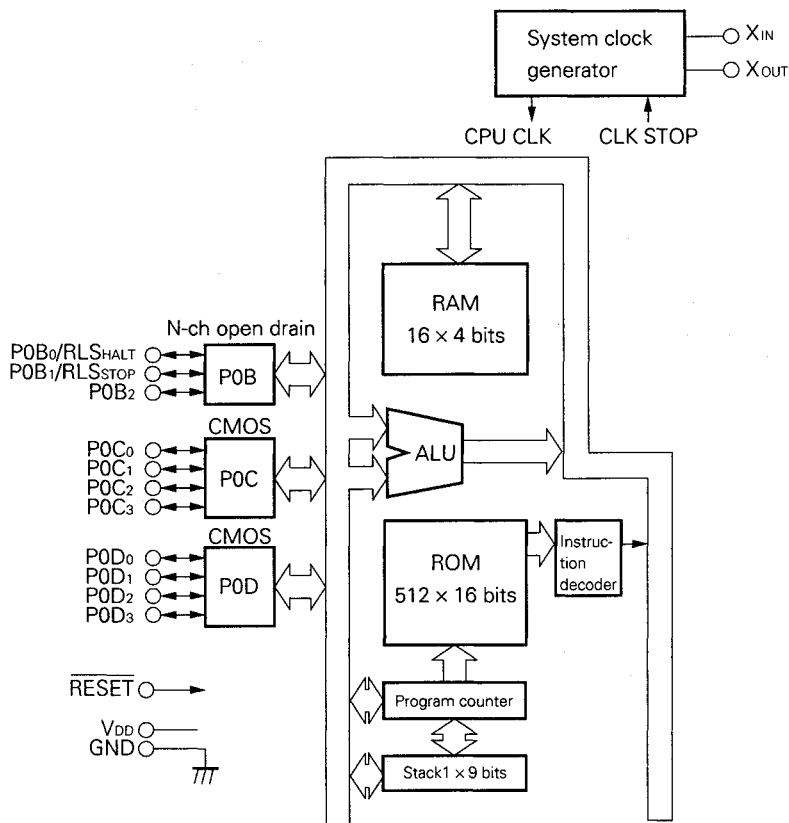 System clock
generator
XIN
XOUT
CPU CLK
CLK STOP
RAM
16 × 4 bits
N-ch open drain
P0B0/RLSHALT
P0B1/RLSSTOP
P0B2
P0B
CMOS
P0C0
P0C1
P0C2
P0C3
P0C
ALU
CMOS
P0D0
P0D1
P0D2
P0D3
P0D
ROM
512 × 16 bits
Instruc-
tion
decoder
RESET
Program counter
VDD
GND
Stack1 × 9 bits